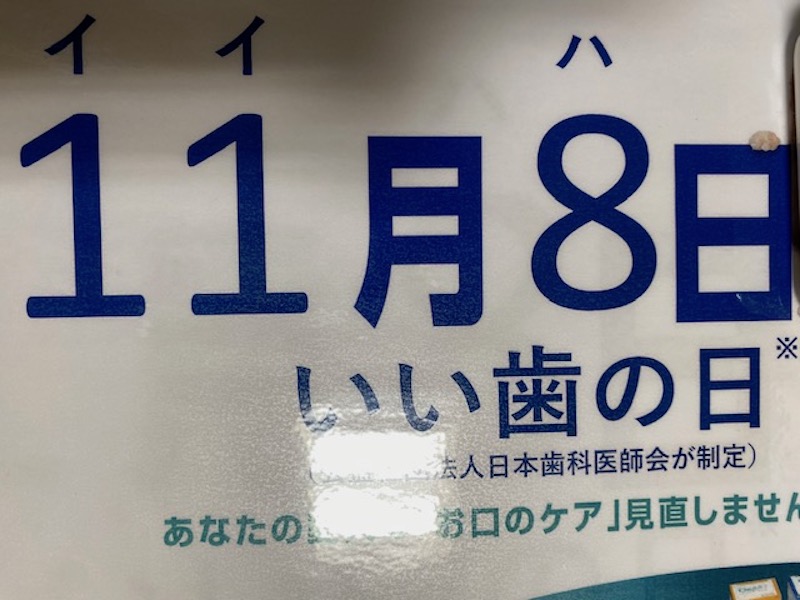 イ イ ハ
11月8日
いい歯の日※
法人日本歯科医師会が制定)
あなたの お口のケア」見直しません